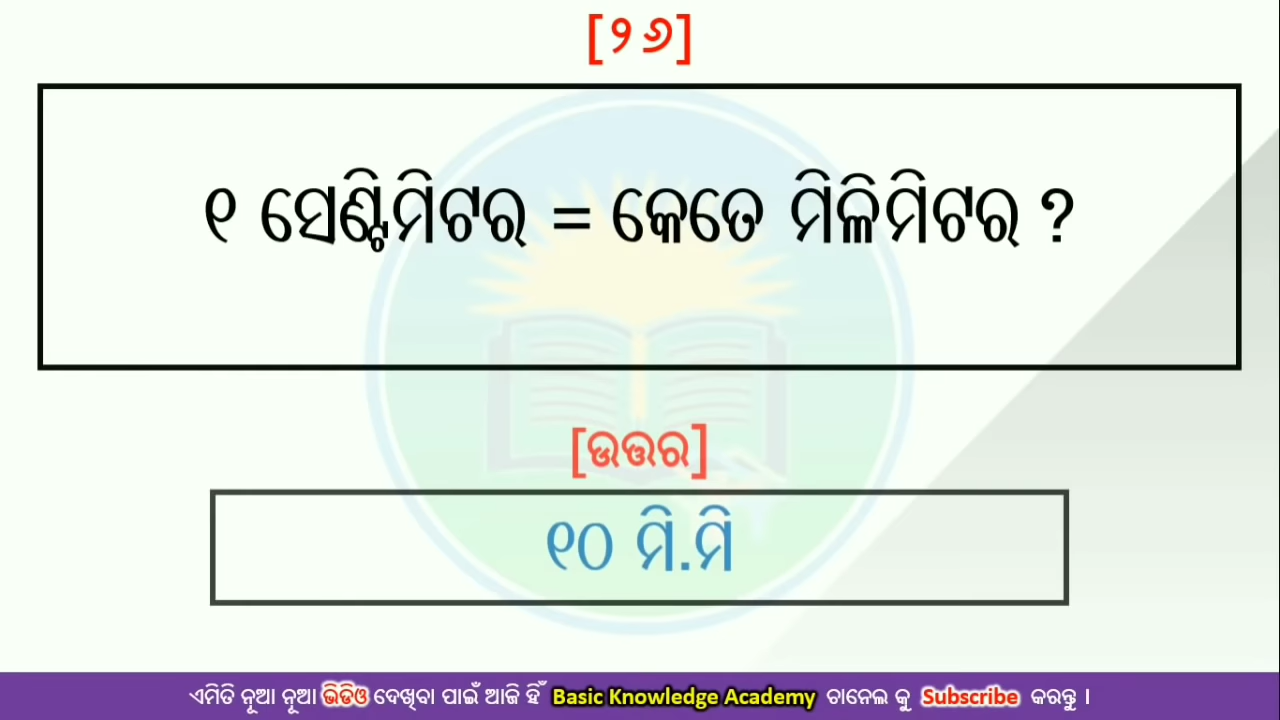 [୨୬]
୧ ସେଣ୍ଟିମିଟର = କେତେ ମିଳିମିଟର ?
[ଉତ୍ତର]
୧୦ ମି.ମି
ଏମିତି ନୂଆ ନୂଆ ଭିଡିଓ ଦେଖିବା ପାଇଁ ଆଜି ହିଁ Basic Knowledge Academy ଚାନେଲ କୁ Subscribe କରନ୍ତୁ ।